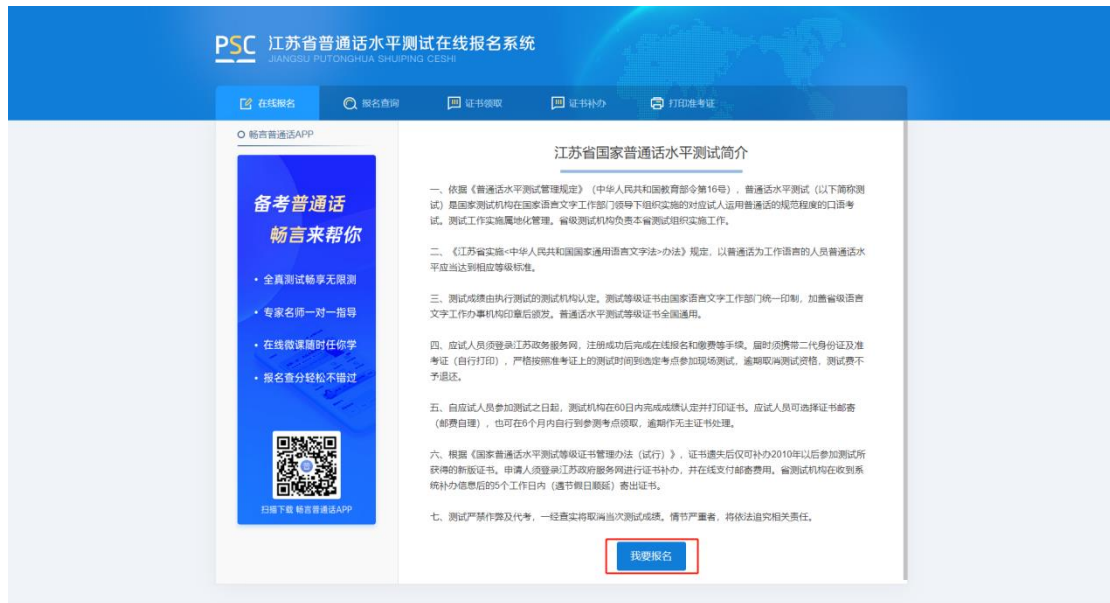 PSC 江苏省普通话水平测试在线报名系统
JIANGSU PUTONGHUA SHUIPING CESHI
在线报名 报名查询 证书领取 证书补办 打印准考证
畅言普通话APP
备考普通话
畅言来帮你
• 全真测试畅享无限测
• 专家名师一对一指导
• 在线微课随时任你学
• 报名查分轻松不错过
扫描下载 畅言普通话APP
江苏省国家普通话水平测试简介
一、依据《普通话水平测试管理规定》（中华人民共和国教育部令第16号），普通话水平测试（以下简称测
试）是国家测试机构在国家语言文字工作部门领导下组织实施的对应试人运用普通话的规范程度的口语考
试。测试工作实施属地化管理。省级测试机构负责本省测试组织实施工作。
二、《江苏省实施<中华人民共和国国家通用语言文字法>办法》规定，以普通话为工作语言的人员普通话水
平应当达到相应等级标准。
三、测试成绩由执行测试的测试机构认定。测试等级证书由国家语言文字工作部门统一印制，加盖省级语言
文字工作办事机构印章后颁发。普通话水平测试等级证书全国通用。
四、应试人员须登录江苏政务服务网，注册成功后完成在线报名和缴费等手续。届时须携带二代身份证及准
考证（自行打印），严格按照准考证上的测试时间到选定考点参加现场测试，逾期取消测试资格，测试费不
予退还。
五、自应试人员参加测试之日起，测试机构在60日内完成成绩认定并打印证书。应试人员可选择证书邮寄
（邮费自理），也可在6个月内自行到参测考点领取，逾期作无主证书处理。
六、根据《国家普通话水平测试等级证书管理办法（试行）》，证书遗失后仅可补办2010年以后参加测试所
获得的新版证书。申请人须登录江苏政府服务网进行证书补办，并在线支付邮寄费用。省测试机构在收到系
统补办信息后的5个工作日内（遇节假日顺延）寄出证书。
七、测试严禁作弊及代考，一经查实将取消当次测试成绩。情节严重者，将依法追究相关责任。
我要报名